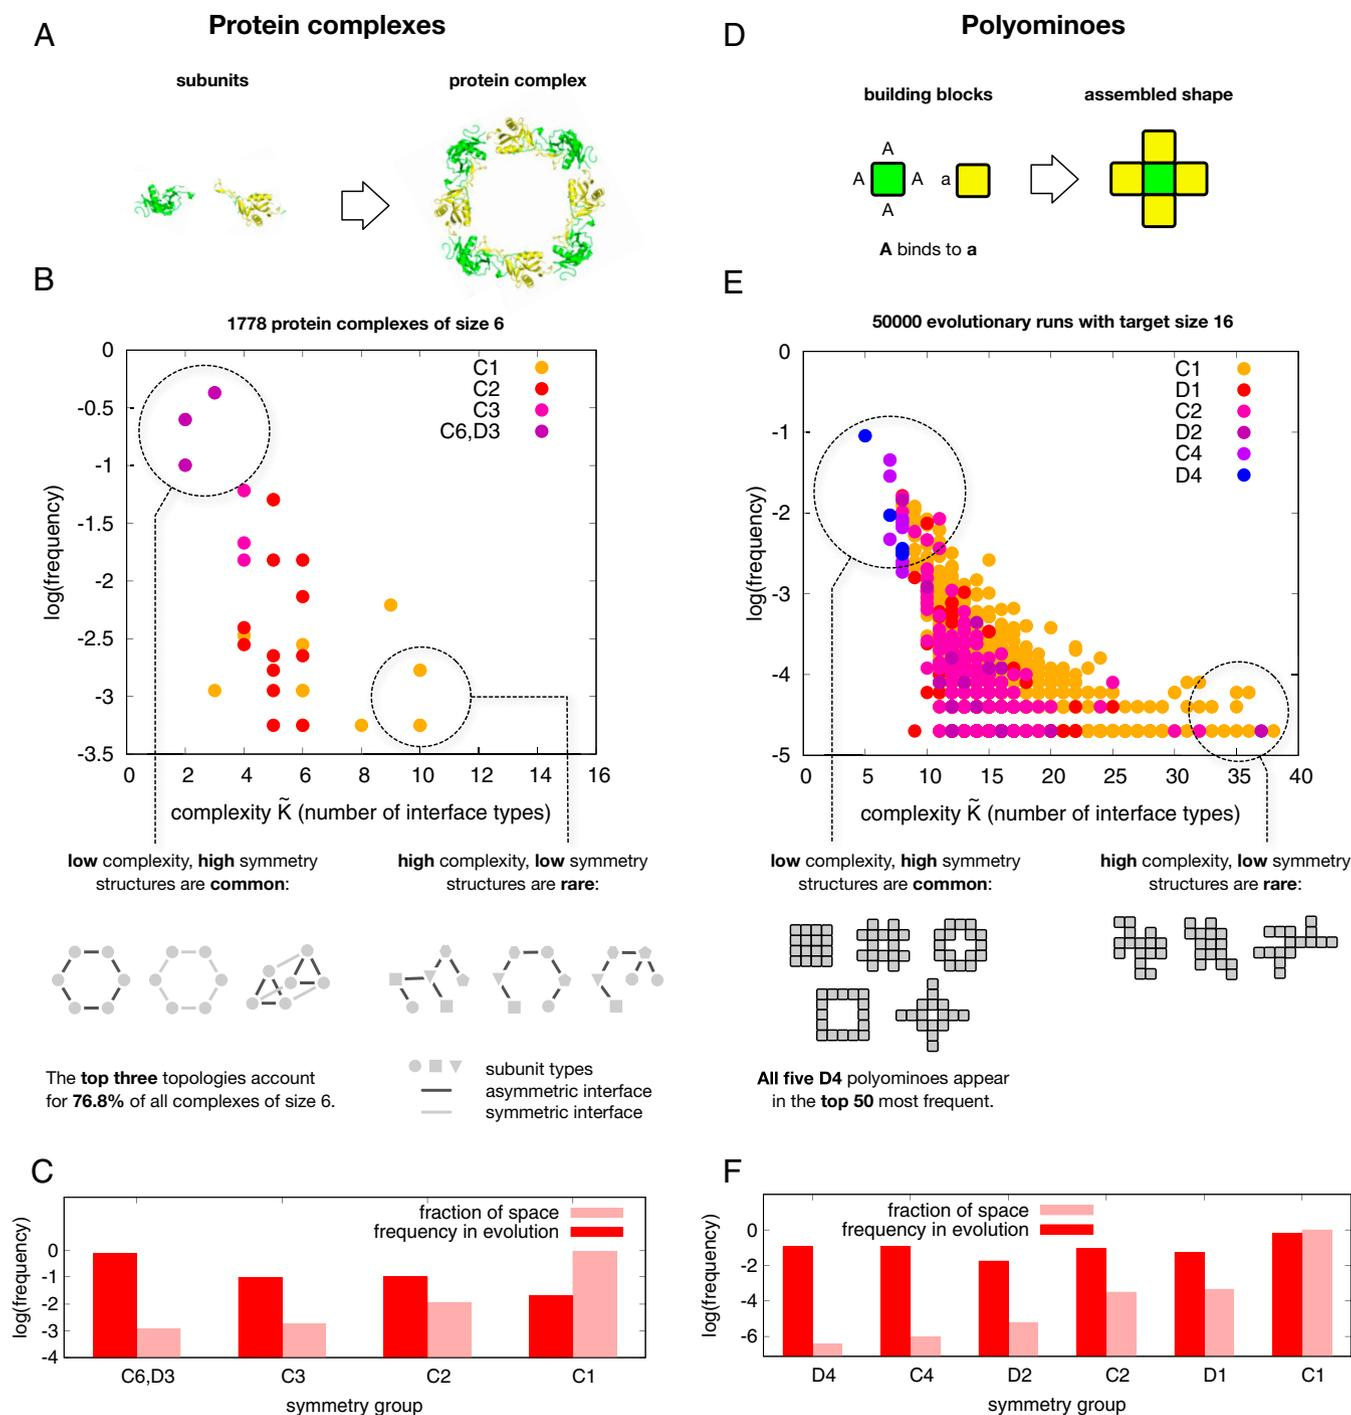 A
Protein complexes
subunits
protein complex
B
1778 protein complexes of size 6
C1
C2
C3
C6,D3
0
-0.5
-1
-1.5
-2
-2.5
-3
-3.5
log(frequency)
0 2 4 6 8 10 12 14 16
complexity K̃ (number of interface types)
low complexity, high symmetry
structures are common:
high complexity, low symmetry
structures are rare:
The top three topologies account
for 76.8% of all complexes of size 6.
subunit types
asymmetric interface
symmetric interface
C
fraction of space
frequency in evolution
log(frequency)
0
-1
-2
-3
-4
C6,D3 C3 C2 C1
symmetry group
D
Polyominoes
building blocks
assembled shape
A
A A a
A
A binds to a
E
50000 evolutionary runs with target size 16
C1
D1
C2
D2
C4
D4
0
-1
-2
-3
-4
-5
log(frequency)
0 5 10 15 20 25 30 35 40
complexity K̃ (number of interface types)
low complexity, high symmetry
structures are common:
high complexity, low symmetry
structures are rare:
All five D4 polyominoes appear
in the top 50 most frequent.
F
fraction of space
frequency in evolution
log(frequency)
0
-2
-4
-6
D4 C4 D2 C2 D1 C1
symmetry group